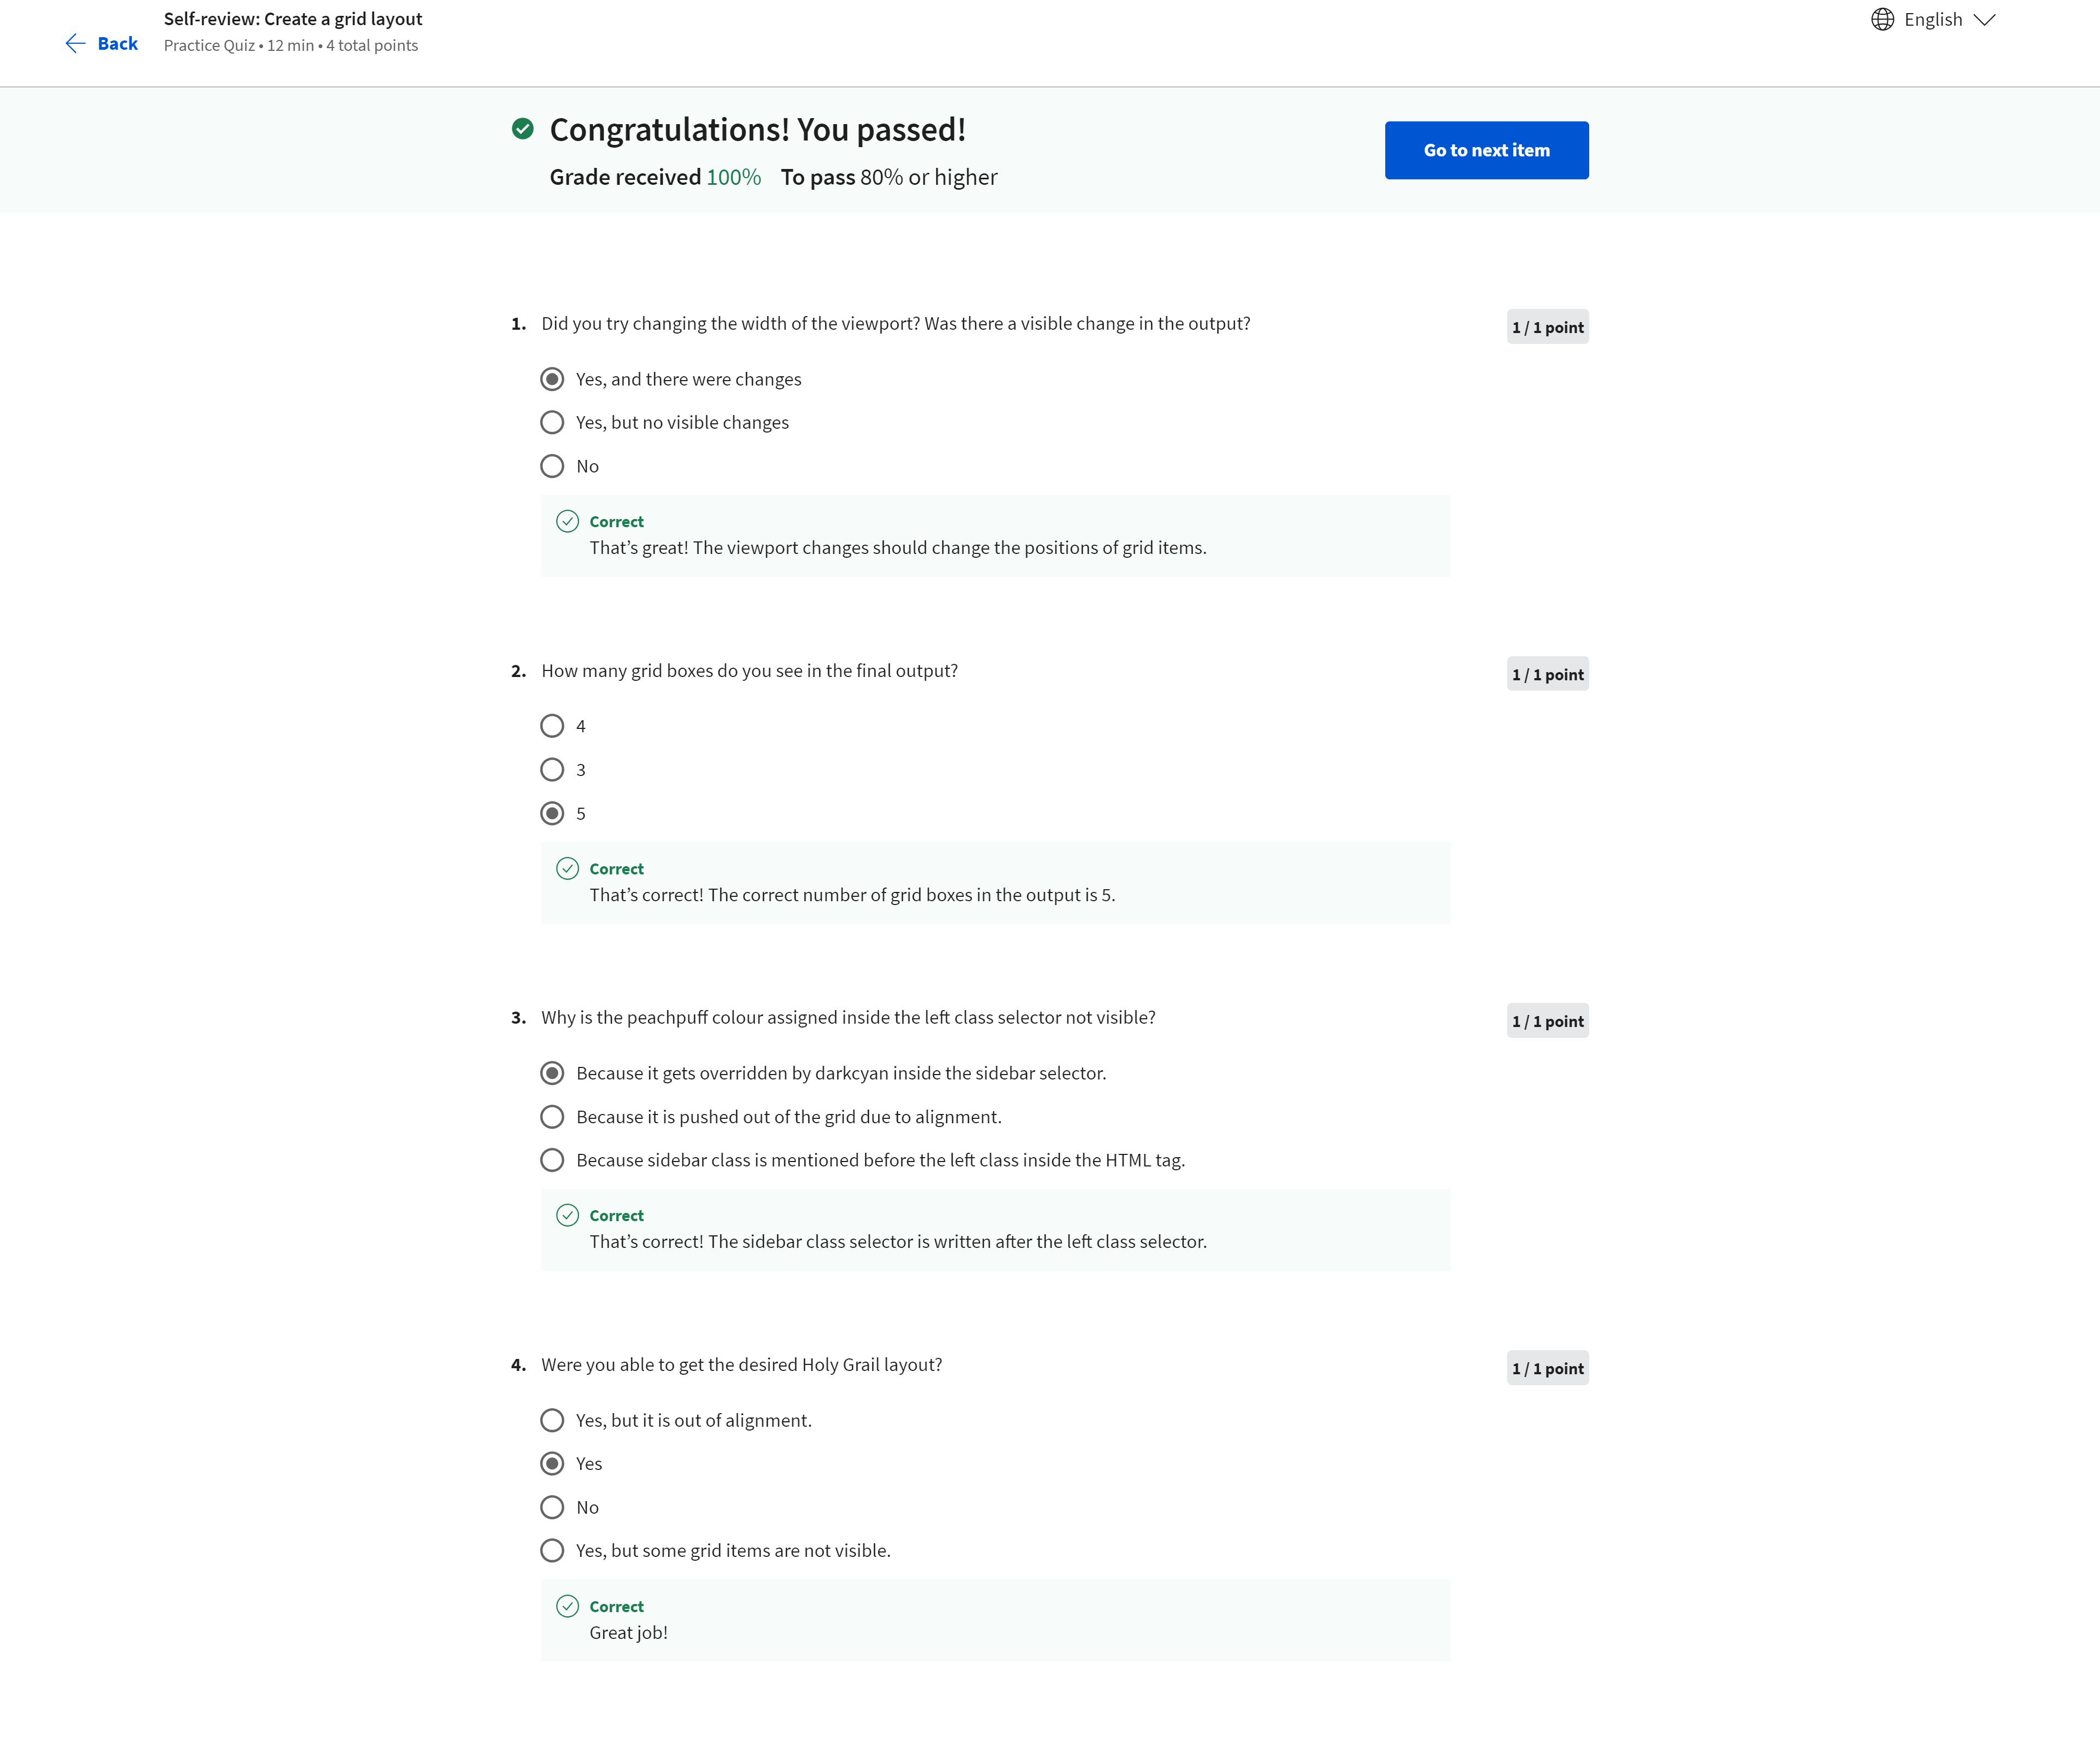 Back
Self-review: Create a grid layout
Practice Quiz • 12 min • 4 total points
English
Congratulations! You passed!
Grade received 100% To pass 80% or higher
Go to next item
1. Did you try changing the width of the viewport? Was there a visible change in the output?
1 / 1 point
Yes, and there were changes
Yes, but no visible changes
No
Correct
That’s great! The viewport changes should change the positions of grid items.
2. How many grid boxes do you see in the final output?
1 / 1 point
4
3
5
Correct
That’s correct! The correct number of grid boxes in the output is 5.
3. Why is the peachpuff colour assigned inside the left class selector not visible?
1 / 1 point
Because it gets overridden by darkcyan inside the sidebar selector.
Because it is pushed out of the grid due to alignment.
Because sidebar class is mentioned before the left class inside the HTML tag.
Correct
That’s correct! The sidebar class selector is written after the left class selector.
4. Were you able to get the desired Holy Grail layout?
1 / 1 point
Yes, but it is out of alignment.
Yes
No
Yes, but some grid items are not visible.
Correct
Great job!